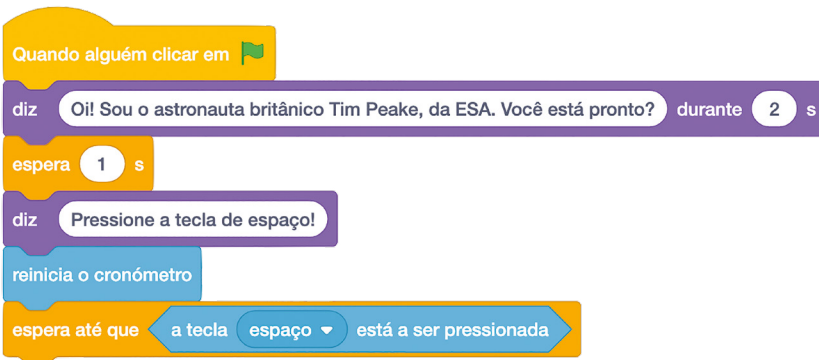 Quando alguém clicar em
diz Oi! Sou o astronauta britânico Tim Peake, da ESA. Você está pronto? durante 2 s
espera 1 s
diz Pressione a tecla de espaço!
reinicia o cronómetro
espera até que a tecla espaço está a ser pressionada